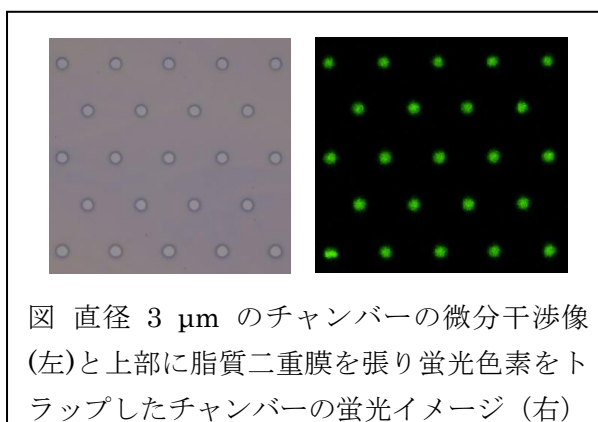 図 直径 3 μm のチャンバーの微分干渉像
(左)と上部に脂質二重膜を張り蛍光色素をト
ラップしたチャンバーの蛍光イメージ（右）